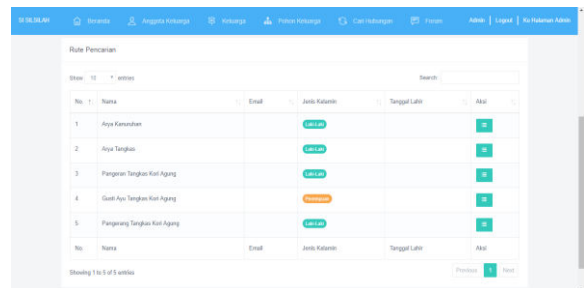 SI SILSILAH Beranda Anggota Keluarga Keluarga Pohon Keluarga Cari Hubungan Forum Admin | Logout | Ke Halaman Admin
Rute Pencarian
Show 10 entries Search:
No. Nama Email Jenis Kelamin Tanggal Lahir Aksi
1 Arya Kanuruhan Laki-Laki
2 Arya Tangkas Laki-Laki
3 Pangeran Tangkas Kori Agung Laki-Laki
4 Gusti Ayu Tangkas Kori Agung Perempuan
5 Pangerang Tangkas Kori Agung Laki-Laki
No. Nama Email Jenis Kelamin Tanggal Lahir Aksi
Showing 1 to 5 of 5 entries Previous 1 Next